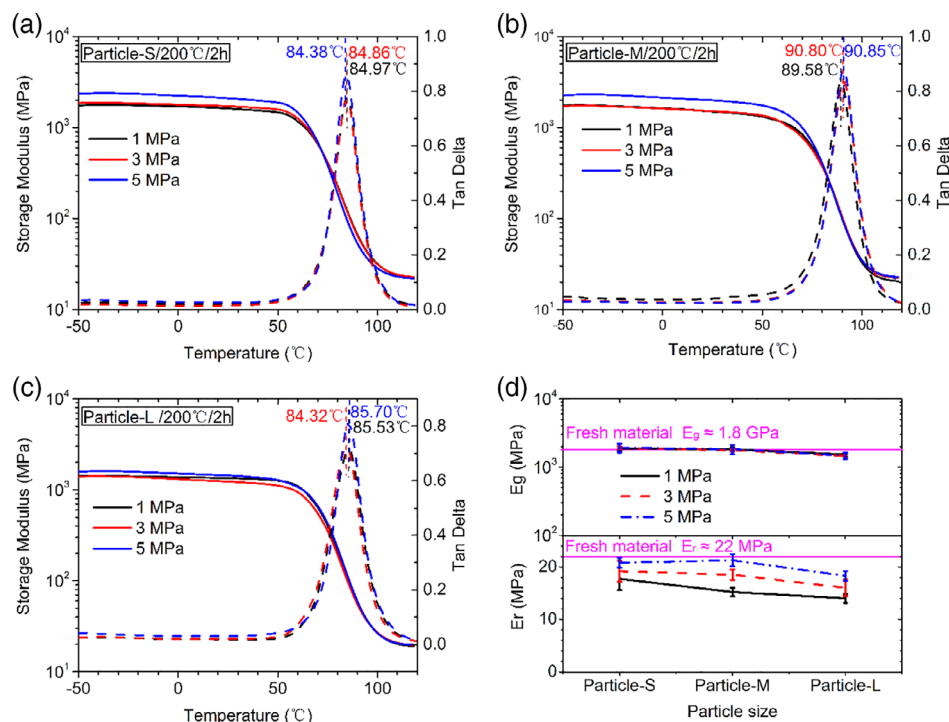 (a)
Particle-S/200℃/2h
84.38℃
84.86℃
84.97℃
1 MPa
3 MPa
5 MPa
Storage Modulus (MPa)
10⁴
10³
10²
10¹
Tan Delta
1.0
0.8
0.6
0.4
0.2
0.0
-50
0
50
100
Temperature (℃)
(b)
Particle-M/200℃/2h
90.80℃
90.85℃
89.58℃
1 MPa
3 MPa
5 MPa
Storage Modulus (MPa)
10⁴
10³
10²
10¹
Tan Delta
1.0
0.8
0.6
0.4
0.2
0.0
-50
0
50
100
Temperature (℃)
(c)
Particle-L /200℃/2h
84.32℃
85.70℃
85.53℃
1 MPa
3 MPa
5 MPa
Storage Modulus (MPa)
10⁴
10³
10²
10¹
Tan Delta
0.8
0.6
0.4
0.2
0.0
-50
0
50
100
Temperature (℃)
(d)
Fresh material Eg ≈ 1.8 GPa
1 MPa
3 MPa
5 MPa
Fresh material Eᵣ ≈ 22 MPa
Eg (MPa)
10⁴
10³
10²
Er (MPa)
20
10
0
Particle-S
Particle-M
Particle-L
Particle size